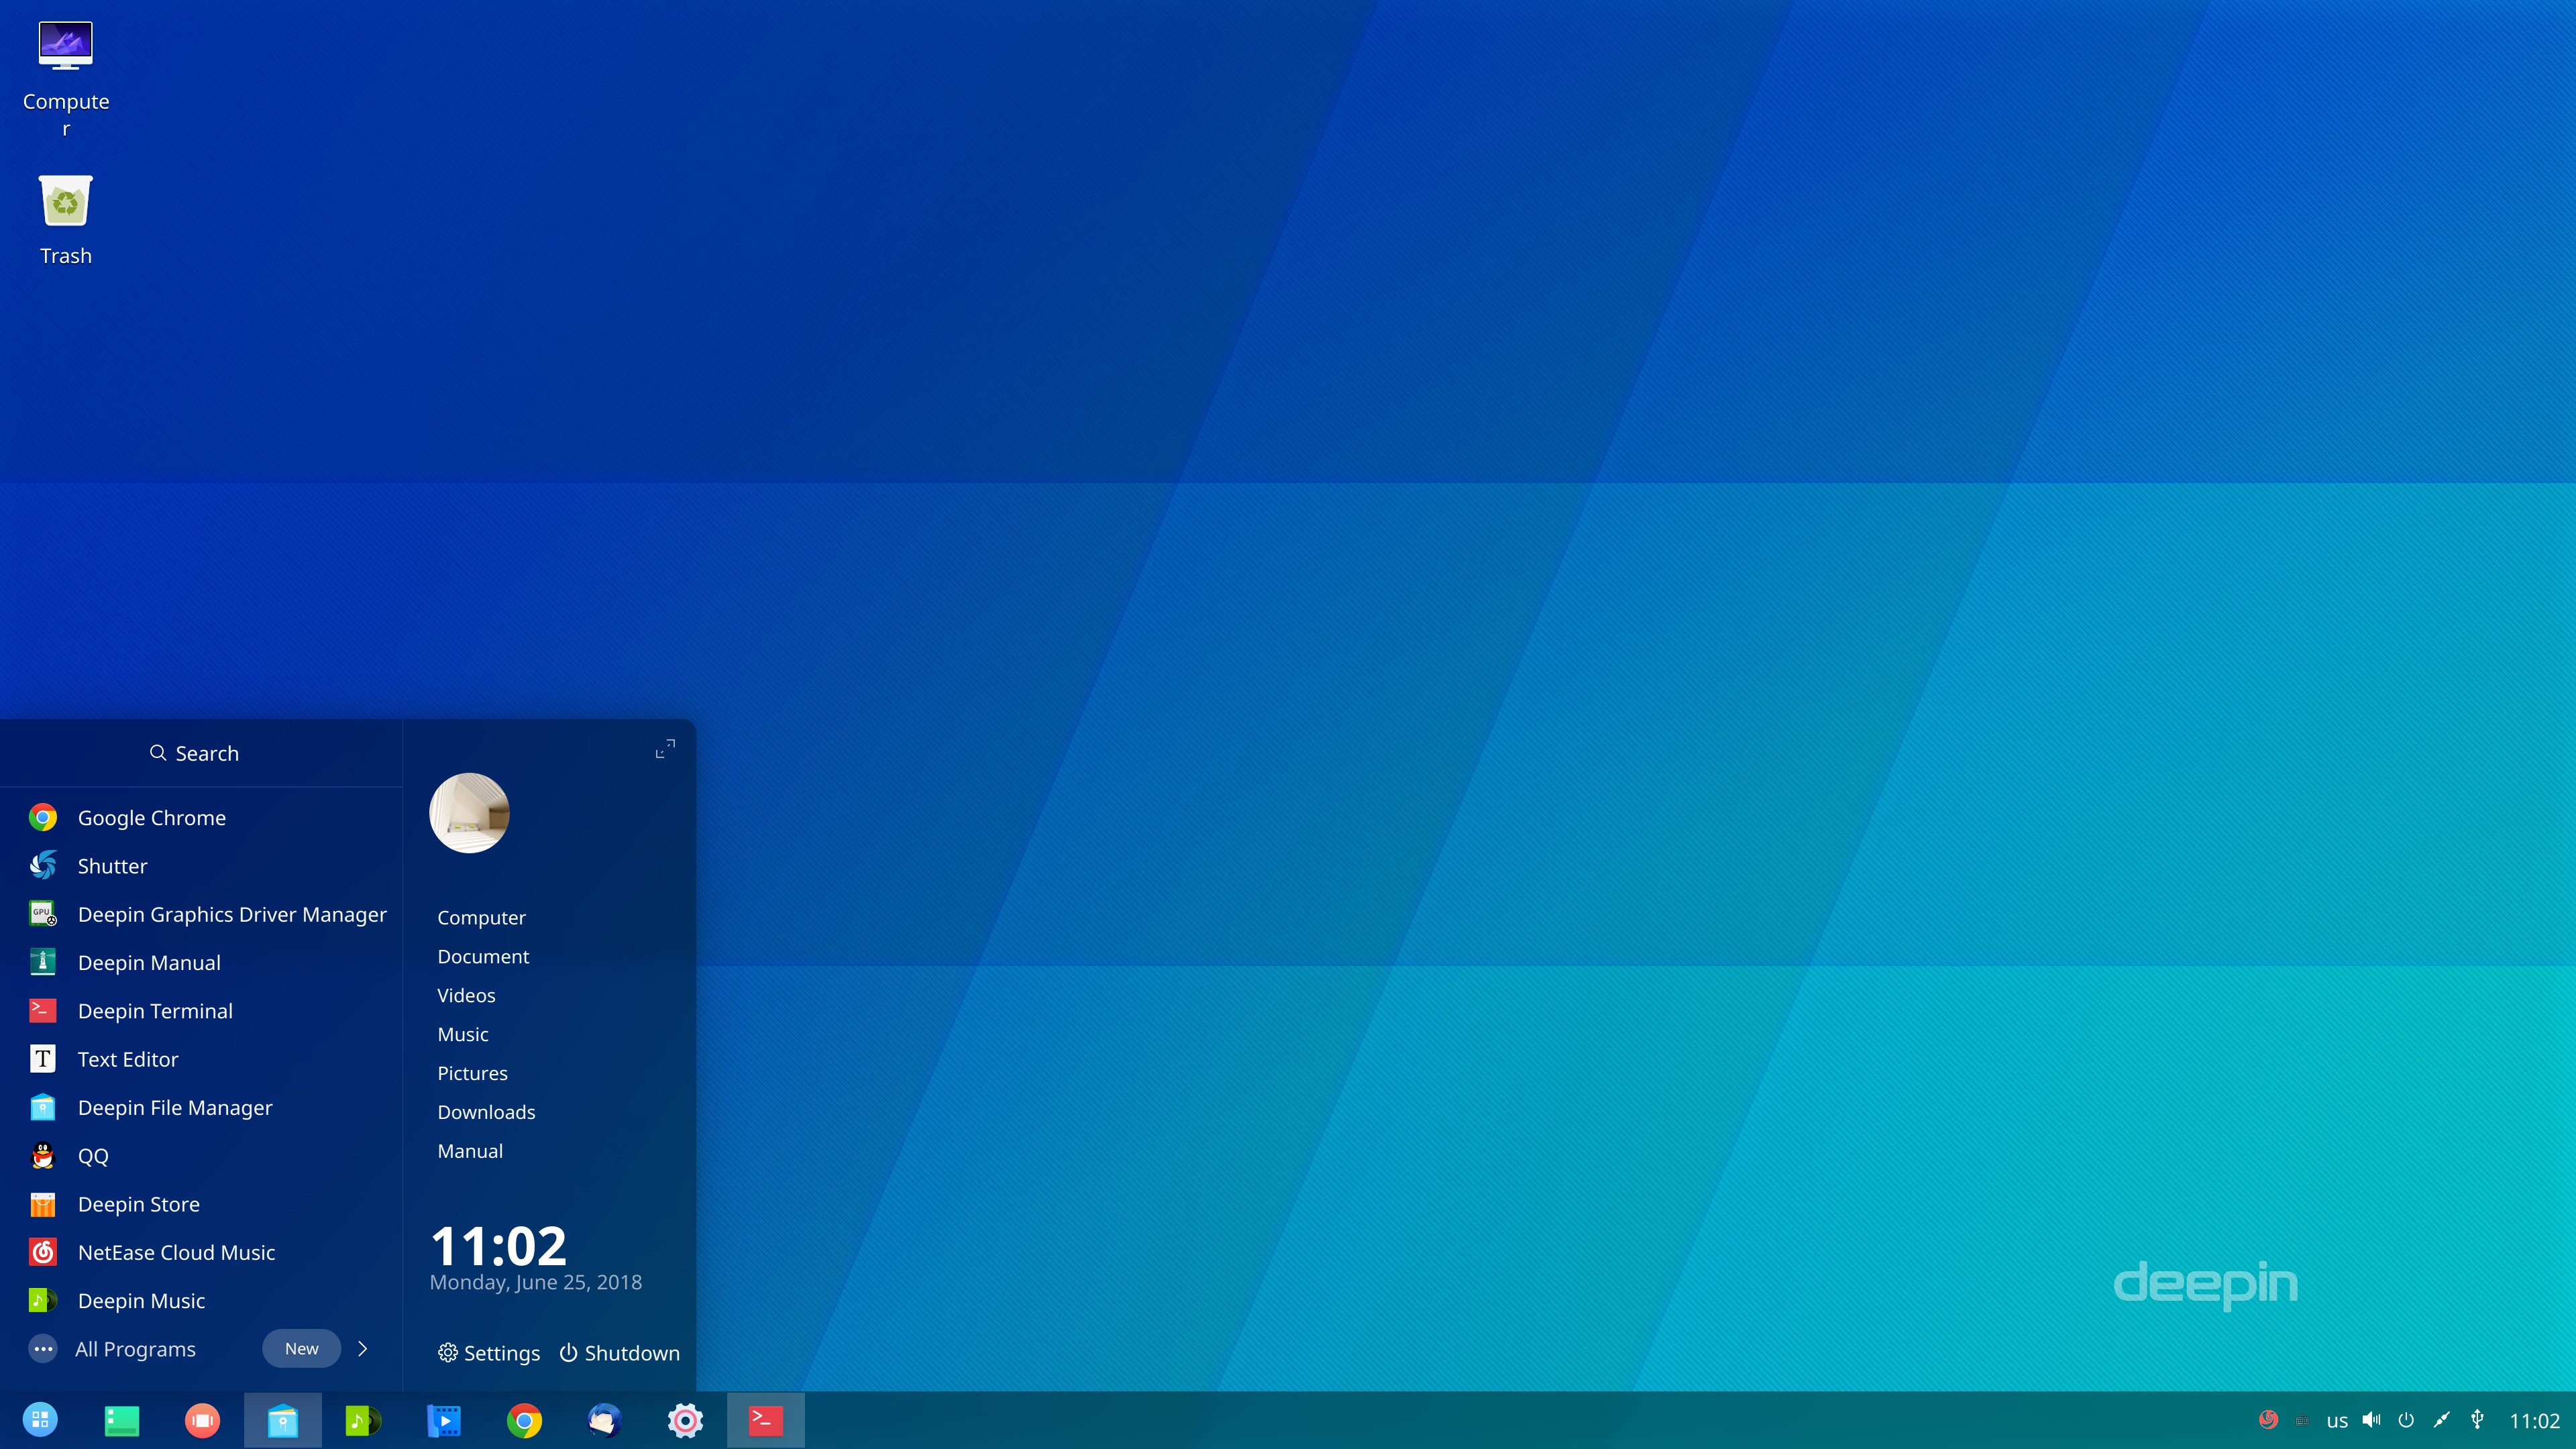 Compute
r
Trash
Search
Google Chrome
Shutter
GPU
Deepin Graphics Driver Manager
Deepin Manual
Deepin Terminal
T
Text Editor
Deepin File Manager
QQ
Deepin Store
NetEase Cloud Music
Deepin Music
All Programs
New
Computer
Document
Videos
Music
Pictures
Downloads
Manual
11:02
Monday, June 25, 2018
Settings
Shutdown
deepin
us
11:02